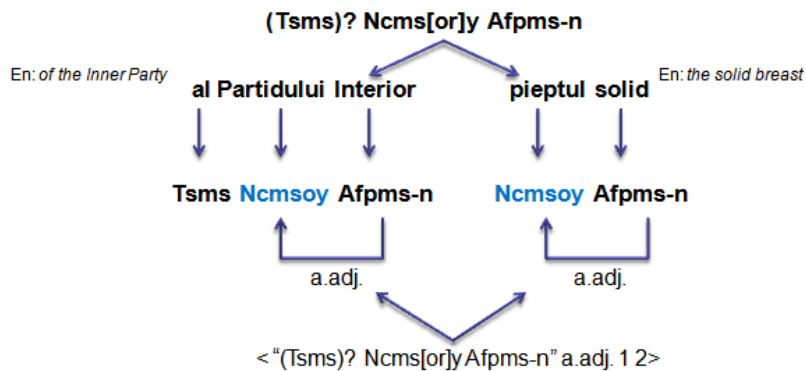 (Tsms)? Ncms[or]y Afpms-n
En: of the Inner Party
al Partidului Interior
pieptul solid
En: the solid breast
Tsms Ncmsoy Afpms-n
Ncmsoy Afpms-n
a.adj.
a.adj.
< “(Tsms)? Ncms[or]y Afpms-n” a.adj. 1 2>